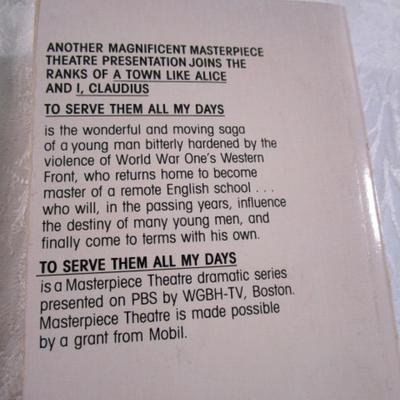 ANOTHER MAGNIFICENT MASTERPIECE
THEATRE PRESENTATION JOINS THE
RANKS OF A TOWN LIKE ALICE
AND I, CLAUDIUS
TO SERVE THEM ALL MY DAYS
is the wonderful and moving saga
of a young man bitterly hardened by the
violence of World War One's Western
Front, who returns home to become
master of a remote English school . . .
who will, in the passing years, influence
the destiny of many young men, and
finally come to terms with his own.
TO SERVE THEM ALL MY DAYS
is a Masterpiece Theatre dramatic series
presented on PBS by WGBH-TV, Boston.
Masterpiece Theatre is made possible
by a grant from Mobil.